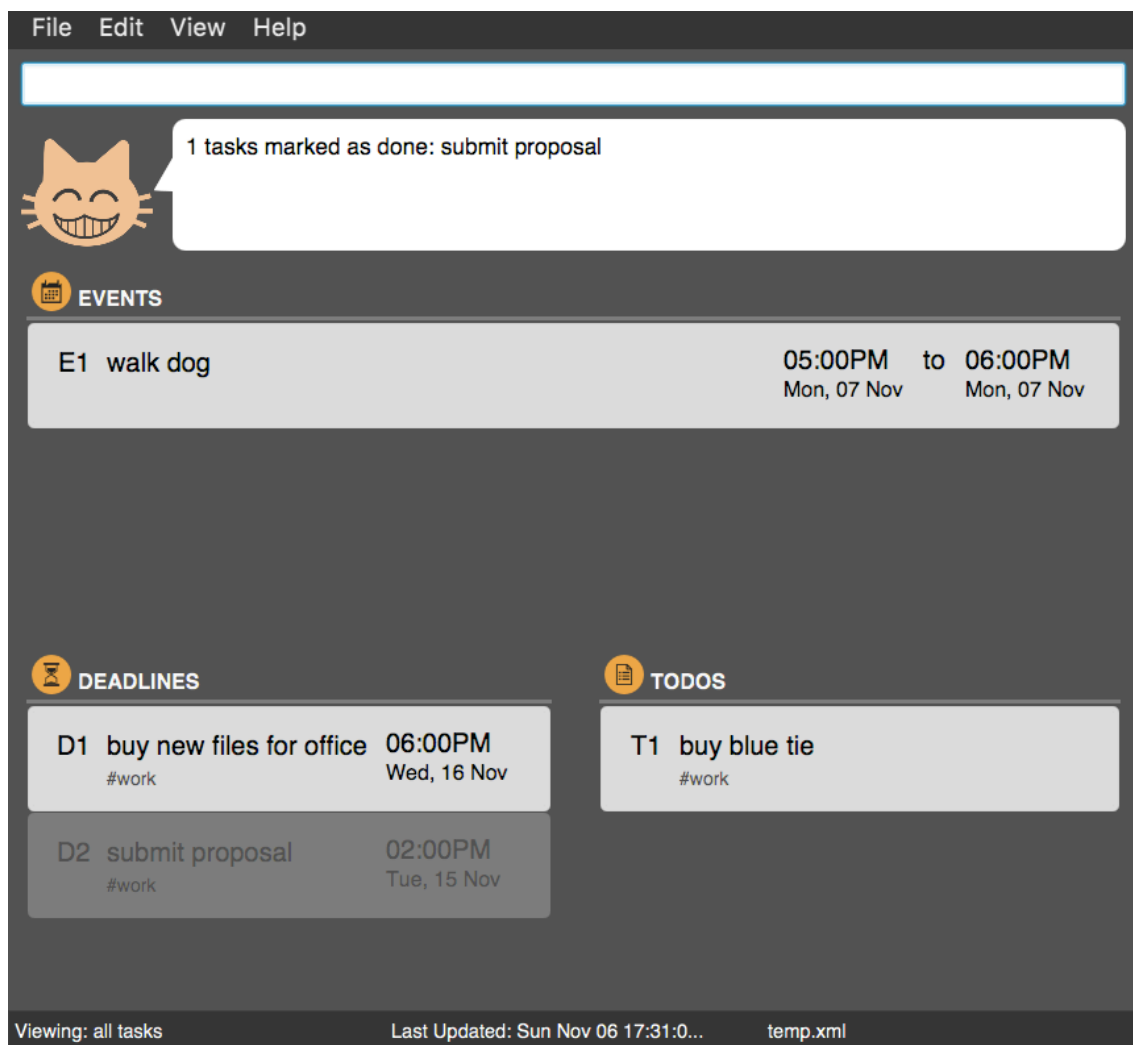 File Edit View Help
1 tasks marked as done: submit proposal
EVENTS
E1 walk dog 05:00PM to 06:00PM
Mon, 07 Nov Mon, 07 Nov
DEADLINES
D1 buy new files for office 06:00PM
#work Wed, 16 Nov
D2 submit proposal 02:00PM
#work Tue, 15 Nov
TODOS
T1 buy blue tie
#work
Viewing: all tasks Last Updated: Sun Nov 06 17:31:0... temp.xml